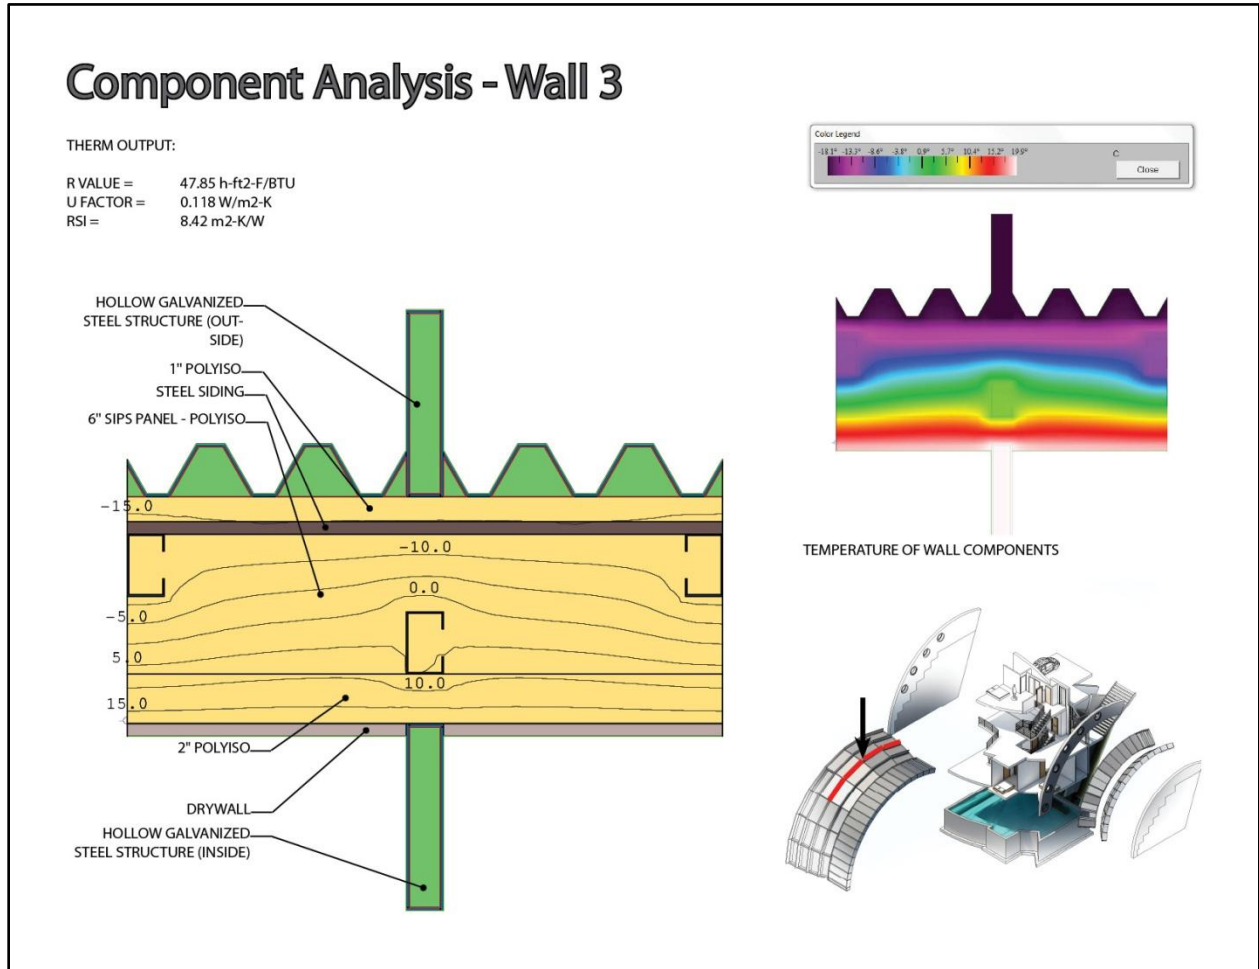 Component Analysis - Wall 3
THERM OUTPUT:
R VALUE = 47.85 h-ft2-F/BTU
U FACTOR = 0.118 W/m2-K
RSI = 8.42 m2-K/W
Color Legend
-18.1° -13.3° -8.6° -3.8° 0.9° 5.7° 10.4° 15.2° 19.9°
C
Close
HOLLOW GALVANIZED
STEEL STRUCTURE (OUT-
SIDE)
1" POLYISO
STEEL SIDING
6" SIPS PANEL - POLYISO
-15.0
-10.0
0.0
-5.0
5.0
10.0
15.0
2" POLYISO
DRYWALL
HOLLOW GALVANIZED
STEEL STRUCTURE (INSIDE)
TEMPERATURE OF WALL COMPONENTS